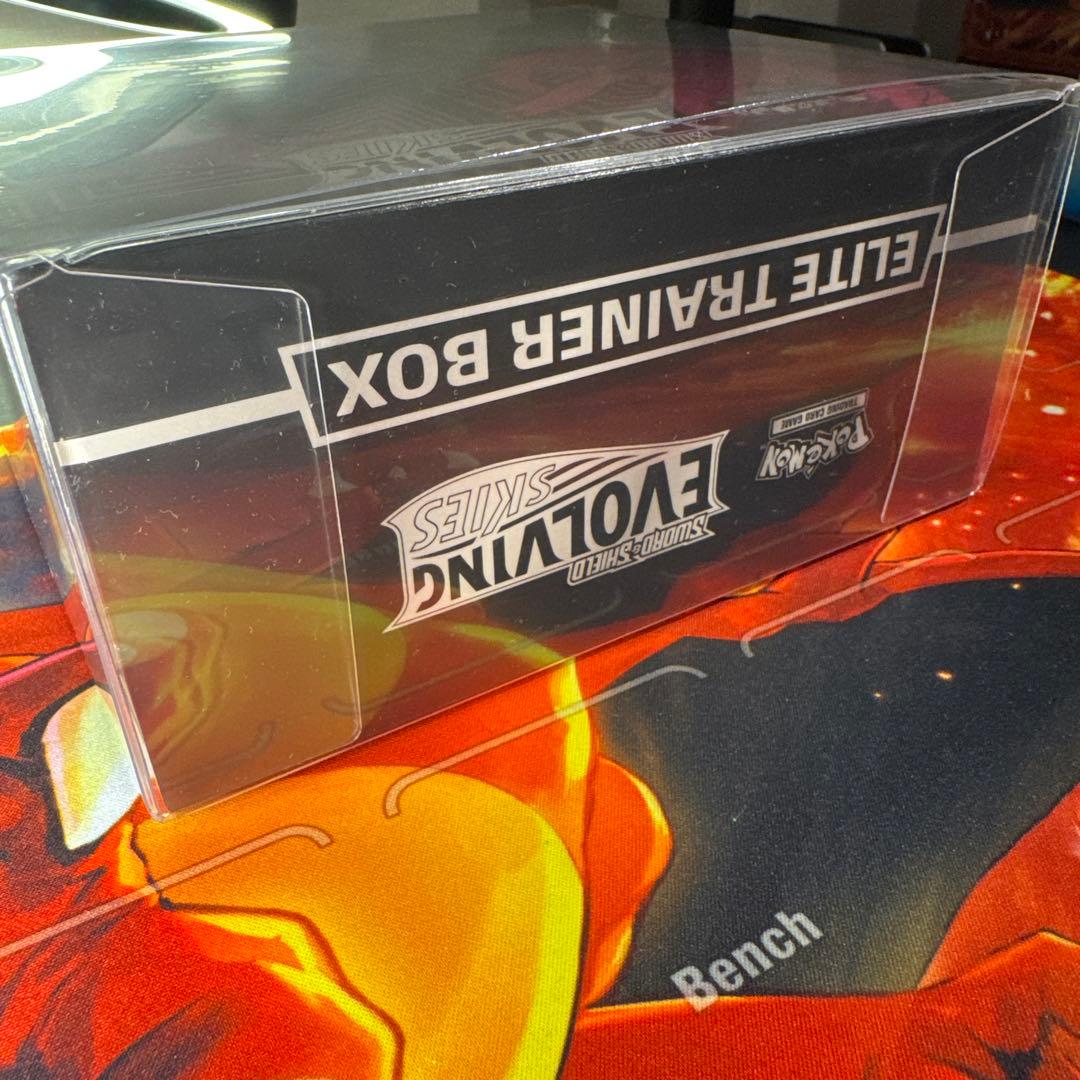 ELITE TRAINER BOX
POKéMON
TRADING CARD GAME
SWORD & SHIELD
EVOLVING
SKIES
Bench